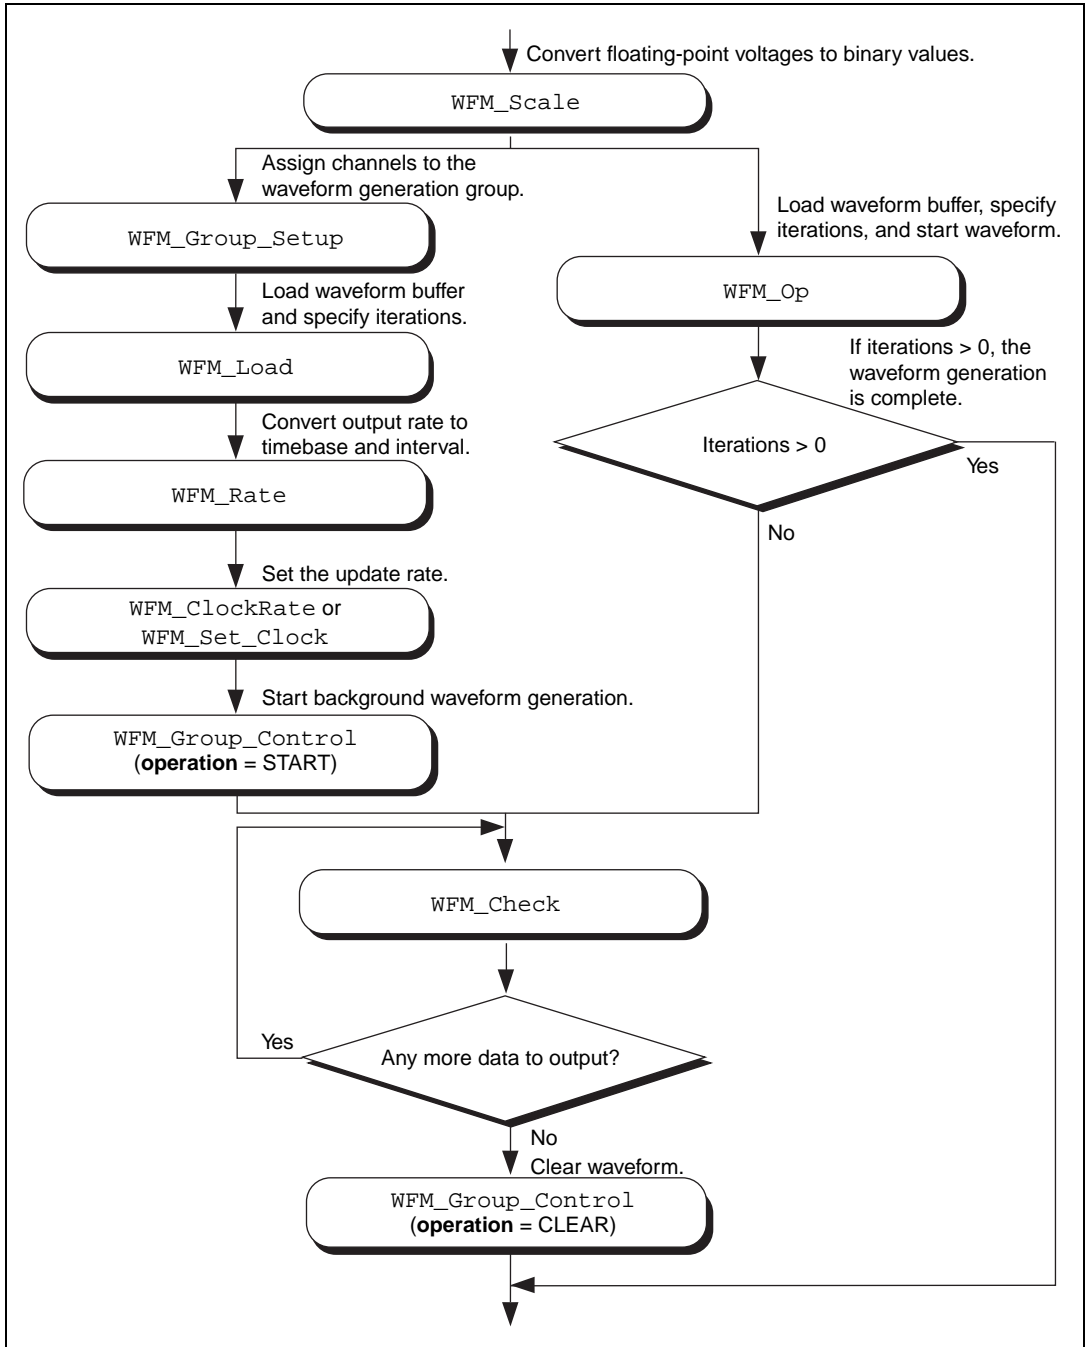 Convert floating-point voltages to binary values.
WFM_Scale
Assign channels to the
waveform generation group.
WFM_Group_Setup
Load waveform buffer
and specify iterations.
WFM_Load
Convert output rate to
timebase and interval.
WFM_Rate
Set the update rate.
WFM_ClockRate or
WFM_Set_Clock
Start background waveform generation.
WFM_Group_Control
(operation = START)
Load waveform buffer, specify
iterations, and start waveform.
WFM_Op
If iterations > 0, the
waveform generation
is complete.
Iterations > 0
Yes
No
WFM_Check
Any more data to output?
Yes
No
Clear waveform.
WFM_Group_Control
(operation = CLEAR)